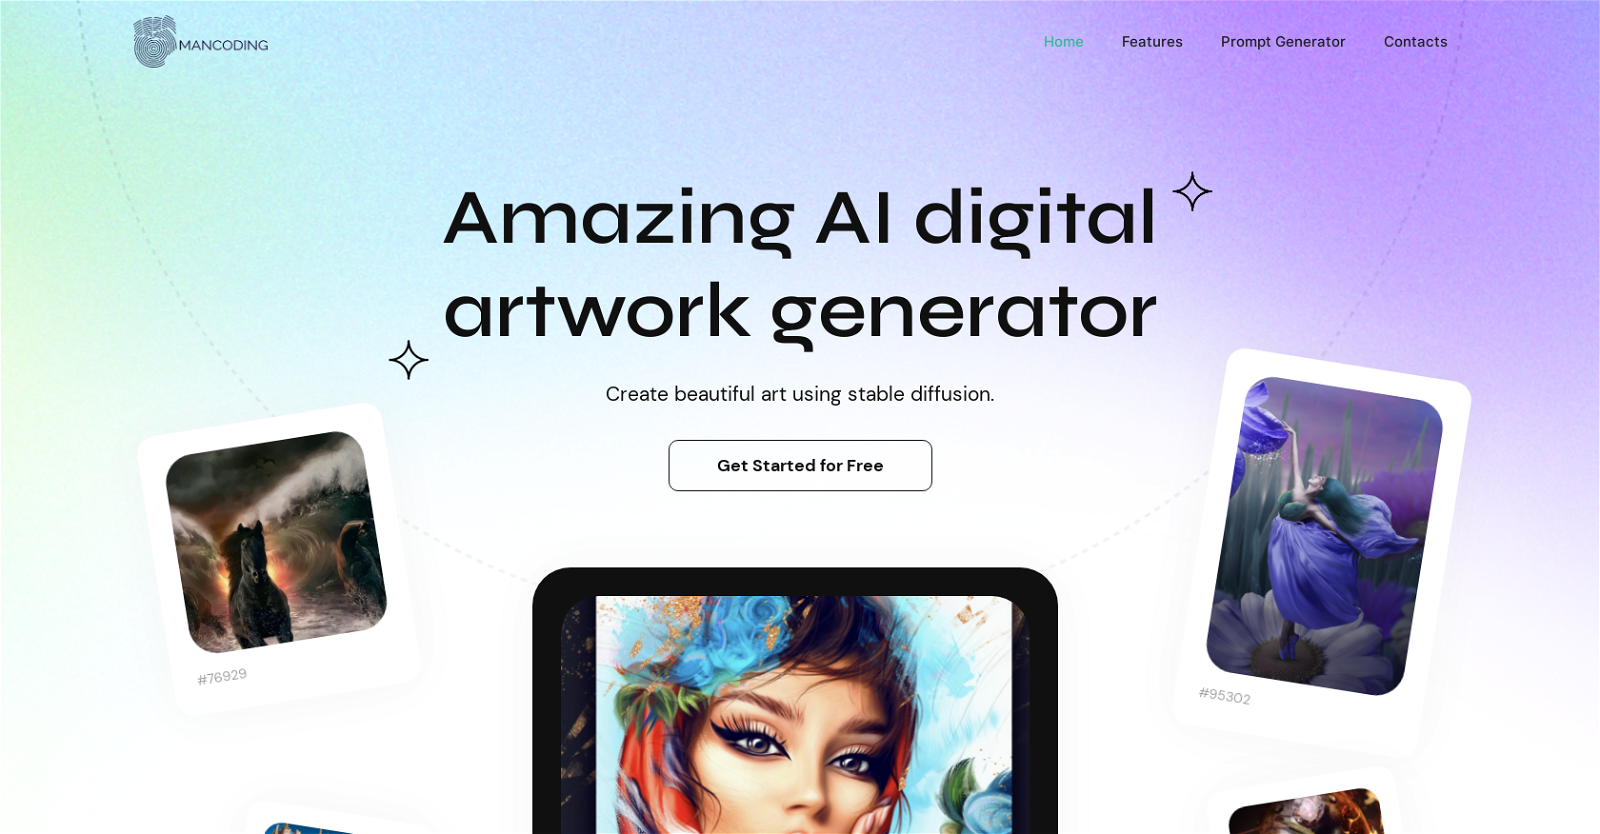 MANCODING
Home
Features
Prompt Generator
Contacts
Amazing AI digital
artwork generator
Create beautiful art using stable diffusion.
Get Started for Free
#76929
#95302